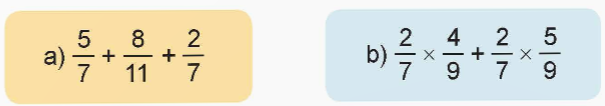 a) 5/7 + 8/11 + 2/7
b) 2/7 × 4/9 + 2/7 × 5/9